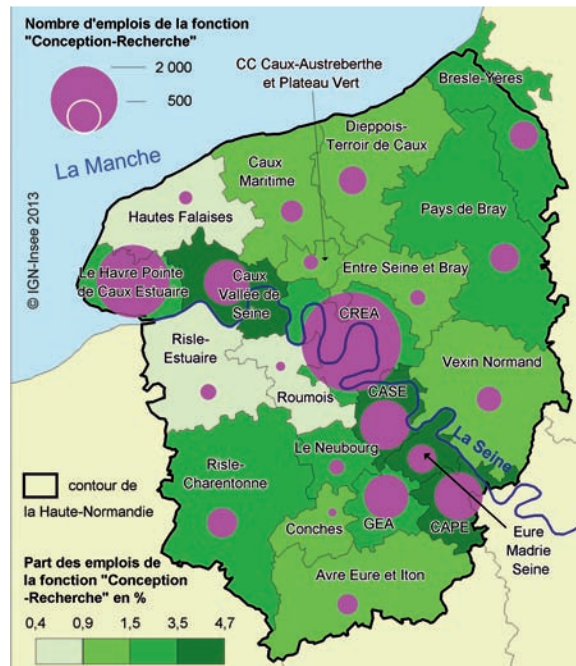 Nombre d'emplois de la fonction
"Conception-Recherche"
2 000
500
CC Caux-Austreberthe
et Plateau Vert
Bresle-Yères
La Manche
Dieppois-
Terroir de Caux
Caux
Maritime
Pays de Bray
Hautes Falaises
© IGN-Insee 2013
Le Havre Pointe
de Caux Estuaire
Caux
Vallée de
Seine
Entre Seine et Bray
CREA
Risle-
Estuaire
Vexin Normand
Roumois
CASE
La Seine
Le Neubourg
Risle-
Charentonne
contour de
la Haute-Normandie
GEA
CAPE
Conches
Eure
Madrie
Seine
Avre Eure et Iton
Part des emplois de
la fonction "Conception
-Recherche" en %
0,4 0,9 1,5 3,5 4,7